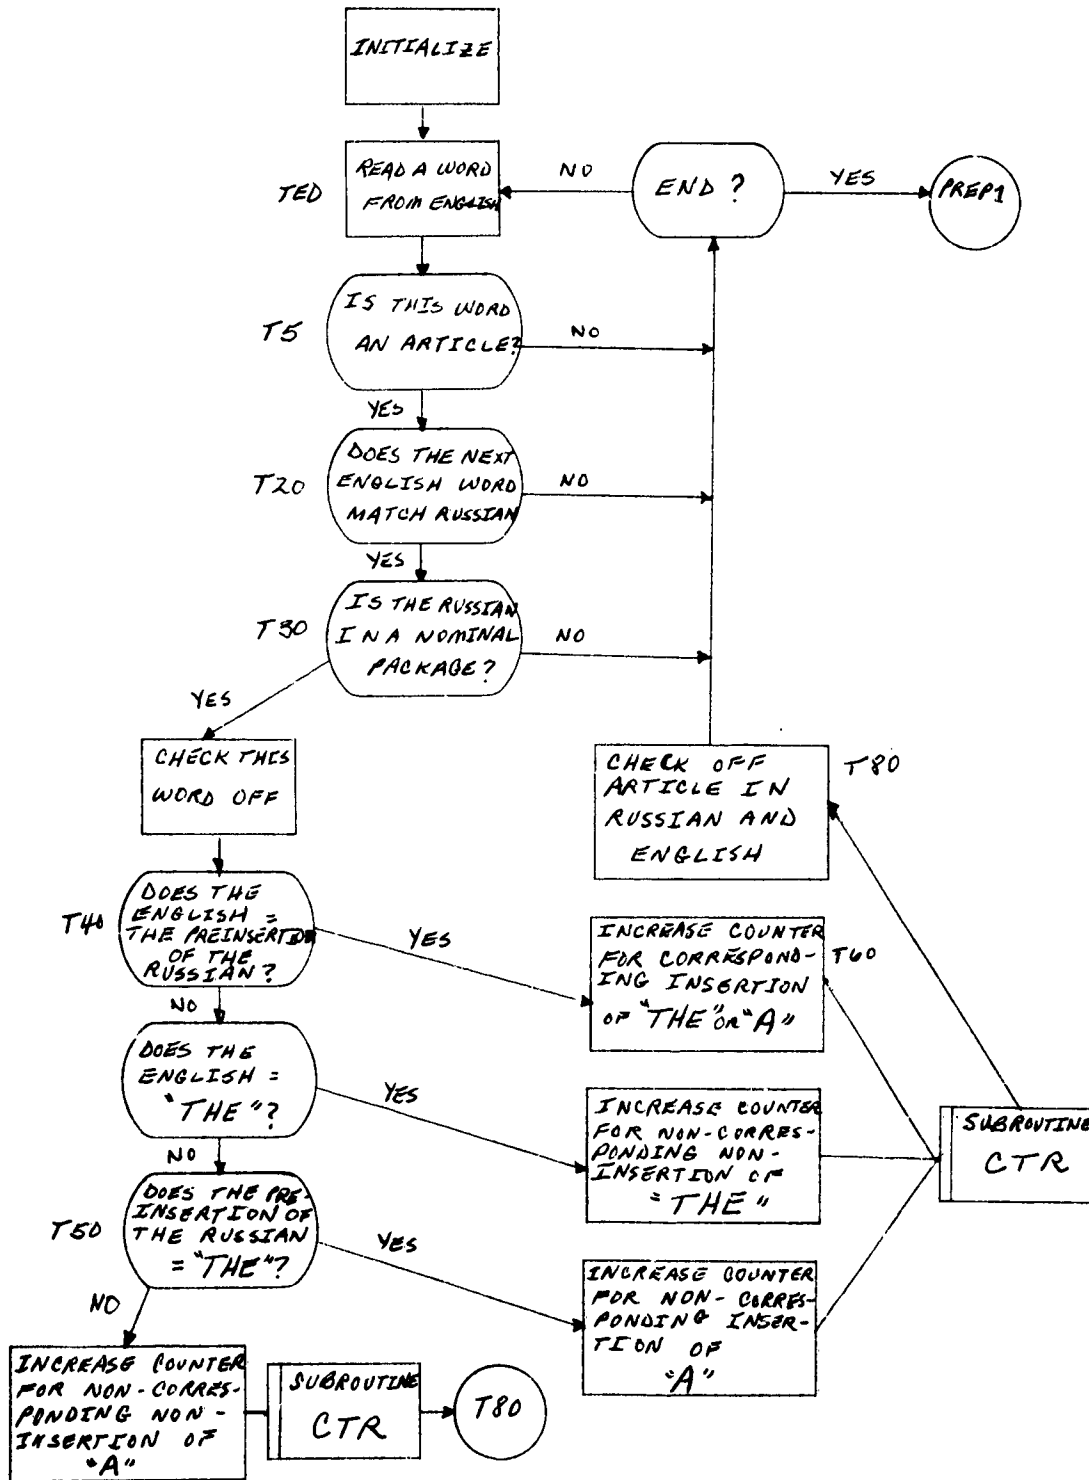 INITIALIZE
TED
READ A WORD
FROM ENGLISH
NO
END?
YES
PREP1
T5
IS THIS WORD
AN ARTICLE?
NO
YES
T20
DOES THE NEXT
ENGLISH WORD
MATCH RUSSIAN
NO
YES
T30
IS THE RUSSIAN
IN A NOMINAL
PACKAGE?
NO
YES
CHECK THIS
WORD OFF
CHECK OFF
ARTICLE IN
RUSSIAN AND
ENGLISH
T80
T40
DOES THE
ENGLISH =
THE PREINSERTION
OF THE
RUSSIAN?
YES
INCREASE COUNTER
FOR CORRESPOND-
ING INSERTION
OF "THE" OR "A"
T60
NO
DOES THE
ENGLISH =
"THE"?
YES
INCREASE COUNTER
FOR NON-CORRES-
PONDING NON-
INSERTION OF
"THE"
SUBROUTINE
CTR
NO
T50
DOES THE PRE-
INSERTION OF
THE RUSSIAN
= "THE"?
YES
INCREASE COUNTER
FOR NON-CORRES-
PONDING INSER-
TION OF
"A"
NO
INCREASE COUNTER
FOR NON-CORRES-
PONDING NON-
INSERTION OF
"A"
SUBROUTINE
CTR
T80